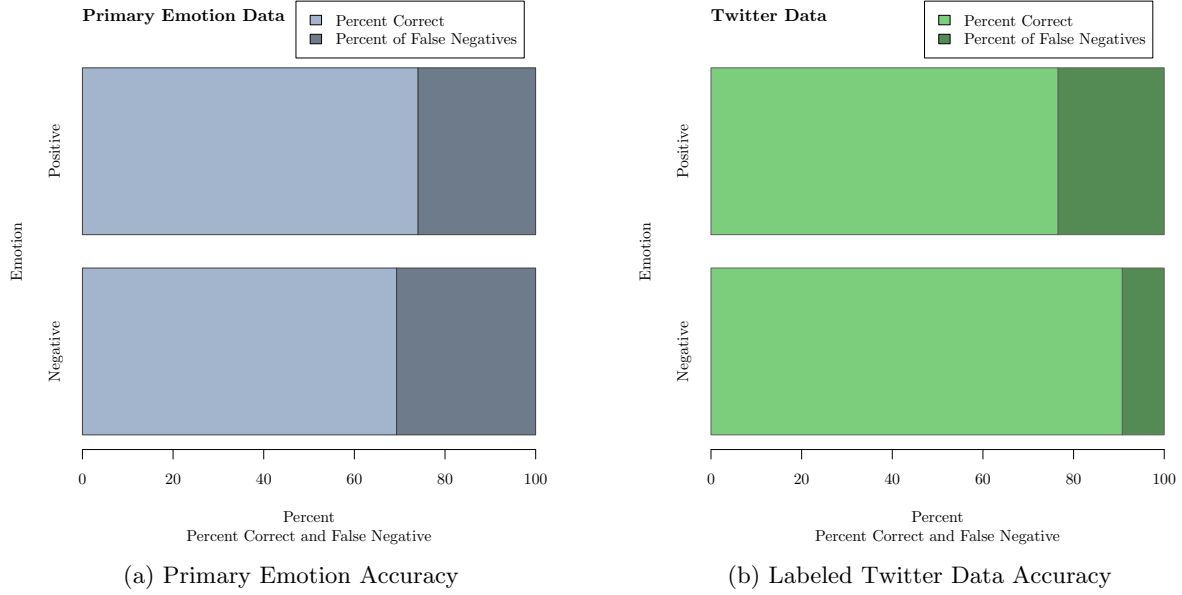 Primary Emotion Data
Percent Correct
Percent of False Negatives
Positive
Emotion
Negative
0 20 40 60 80 100
Percent
Percent Correct and False Negative
(a) Primary Emotion Accuracy
Twitter Data
Percent Correct
Percent of False Negatives
Positive
Emotion
Negative
0 20 40 60 80 100
Percent
Percent Correct and False Negative
(b) Labeled Twitter Data Accuracy